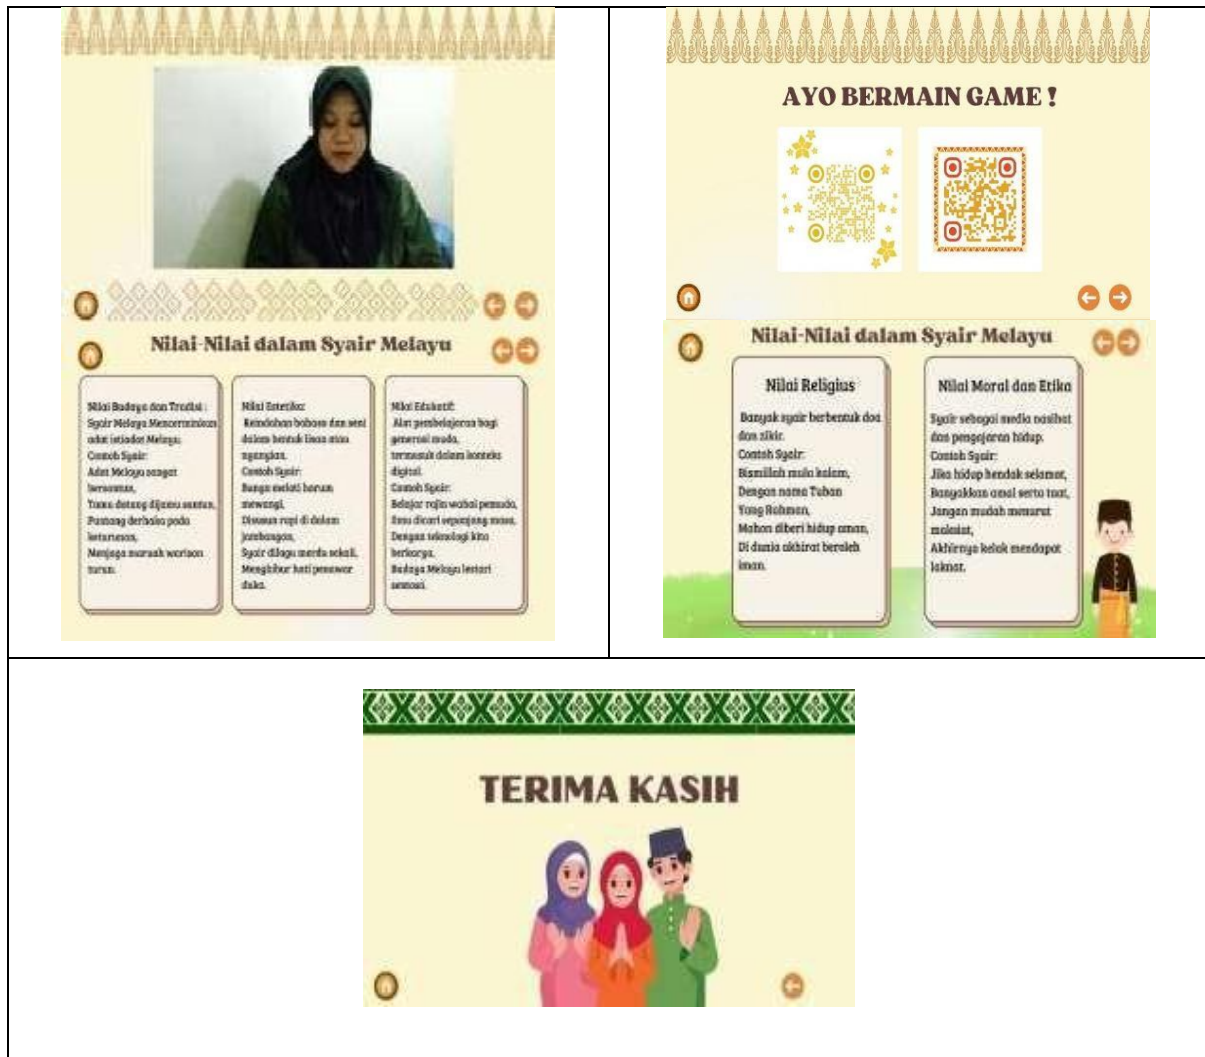 Nilai-Nilai dalam Syair Melayu
Nilai Budaya dan Tradisi :
Syair Melayu Mencerminkan
adat istiadat Melayu.
Contoh Syair:
Adat Melayu sangat
bersantun,
Tamu datang dijamu santun,
Pantang derhaka pada
keturunan,
Menjaga maruah warisan
turun.
Nilai Estetika:
Keindahan bahasa dan seni
dalam bentuk lisan atau
nyanyian.
Contoh Syair:
Bunga melati harum
mewangi,
Disusun rapi di dalam
jambangan,
Syair dilagu merdu sekali,
Menghibur hati penawar
duka.
Nilai Edukatif:
Alat pembelajaran bagi
generasi muda,
termasuk dalam konteks
digital.
Contoh Syair:
Belajar rajin wahai pemuda,
Ilmu dicari sepanjang masa,
Dengan teknologi kita
berkarya,
Budaya Melayu lestari
sentosa.
AYO BERMAIN GAME !
Nilai-Nilai dalam Syair Melayu
Nilai Religius
Banyak syair berbentuk doa
dan zikir.
Contoh Syair:
Bismillah mula kalam,
Dengan nama Tuhan
Yang Rahman,
Mohon diberi hidup aman,
Di dunia akhirat beroleh
iman.
Nilai Moral dan Etika
Syair sebagai media nasihat
dan pengajaran hidup.
Contoh Syair:
Jika hidup hendak selamat,
Banyakkan amal serta taat,
Jangan mudah menurut
maksiat,
Akhirnya kelak mendapat
laknat.
TERIMA KASIH